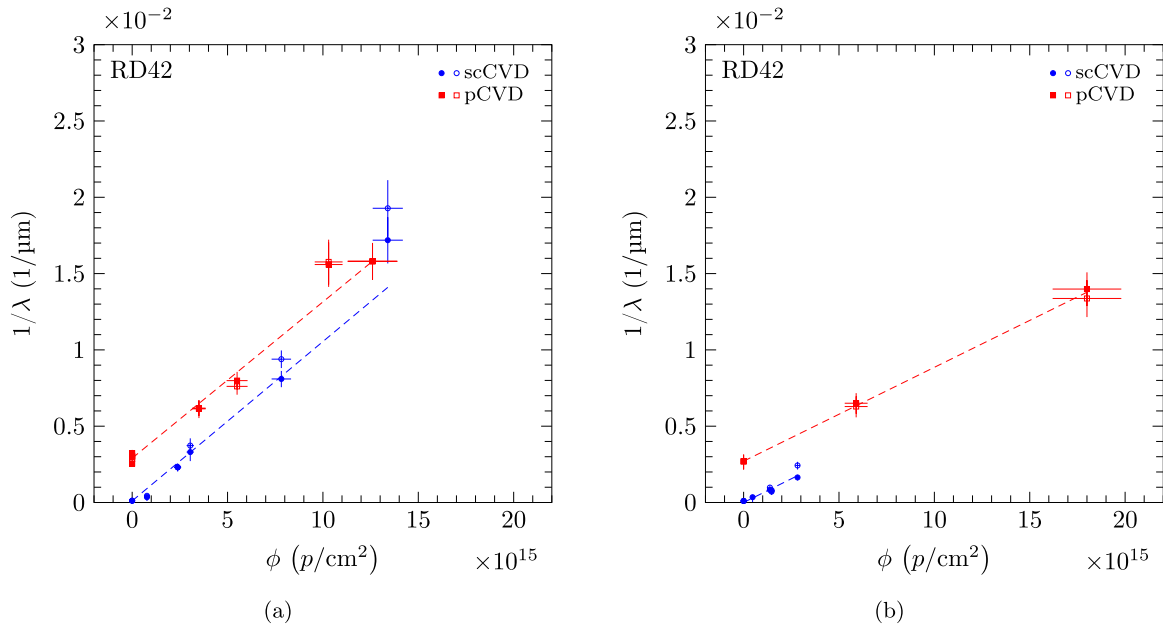 ×10⁻²
3
2.5
2
1.5
1
0.5
0
1/λ (1/µm)
RD42
scCVD
pCVD
0 5 10 15 20
ϕ (p/cm²)
×10¹⁵
(a)
×10⁻²
3
2.5
2
1.5
1
0.5
0
1/λ (1/µm)
RD42
scCVD
pCVD
0 5 10 15 20
ϕ (p/cm²)
×10¹⁵
(b)